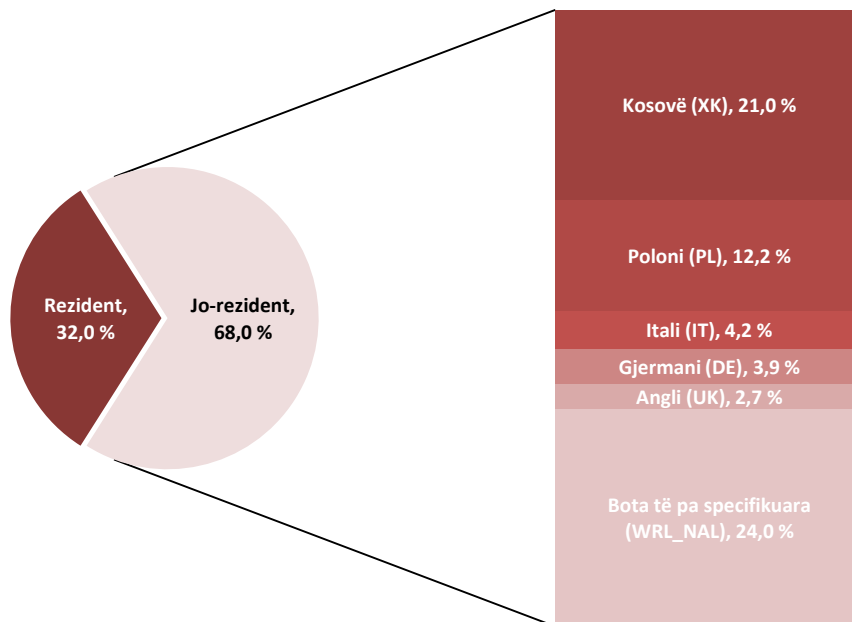 Rezident,
32,0 %
Jo-rezident,
68,0 %
Kosovë (XK), 21,0 %
Poloni (PL), 12,2 %
Itali (IT), 4,2 %
Gjermani (DE), 3,9 %
Angli (UK), 2,7 %
Bota të pa specifikuara
(WRL_NAL), 24,0 %